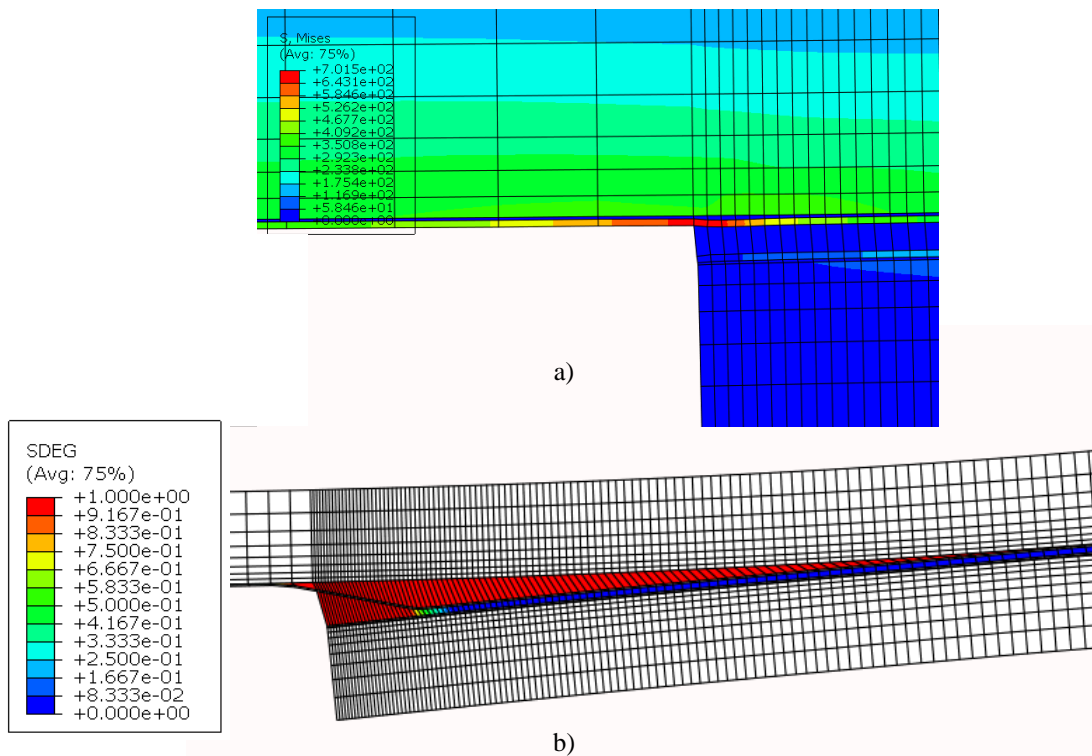 S, Mises
(Avg: 75%)
+7.015e+02
+6.431e+02
+5.846e+02
+5.262e+02
+4.677e+02
+4.092e+02
+3.508e+02
+2.923e+02
+2.338e+02
+1.754e+02
+1.169e+02
+5.846e+01
+0.000e+00
a)
SDEG
(Avg: 75%)
+1.000e+00
+9.167e-01
+8.333e-01
+7.500e-01
+6.667e-01
+5.833e-01
+5.000e-01
+4.167e-01
+3.333e-01
+2.500e-01
+1.667e-01
+8.333e-02
+0.000e+00
b)